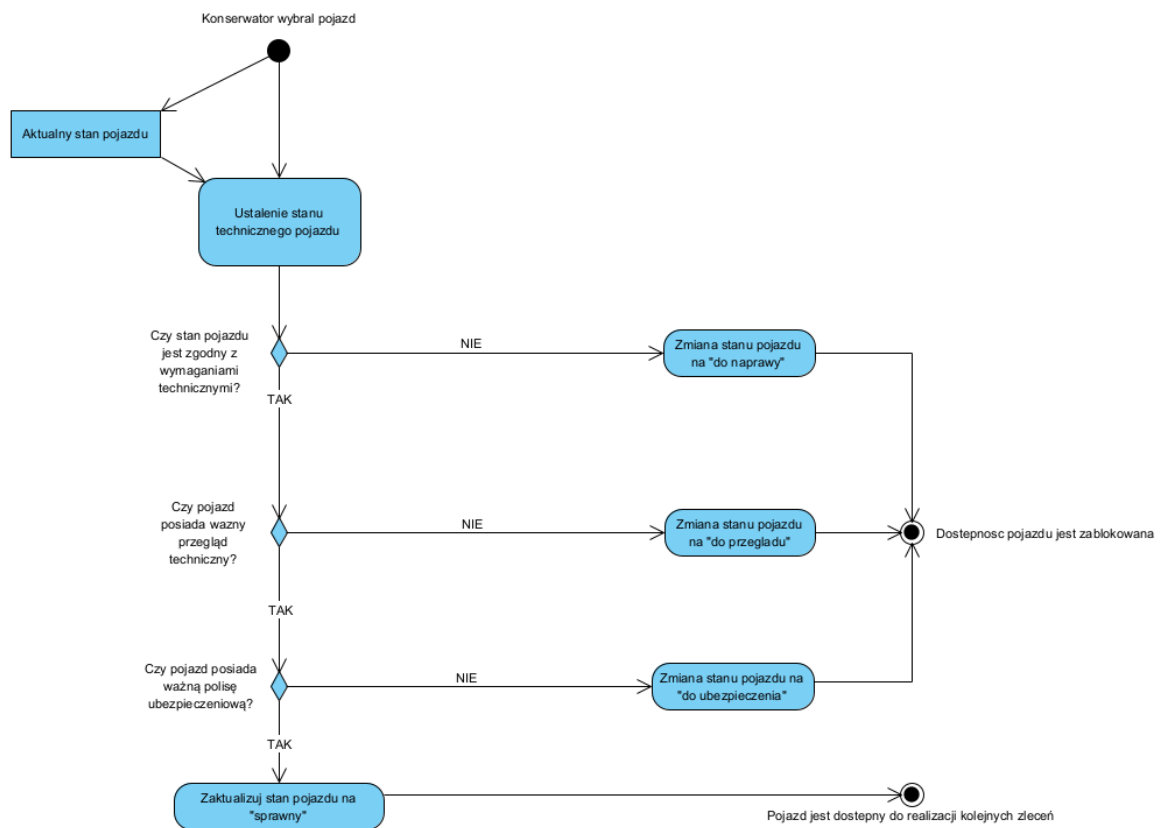 Konserwator wybral pojazd
Aktualny stan pojazdu
Ustalenie stanu
technicznego pojazdu
Czy stan pojazdu
jest zgodny z
wymaganiami
technicznymi?
NIE
Zmiana stanu pojazdu
na "do naprawy"
TAK
Czy pojazd
posiada wazny
przegląd
techniczny?
NIE
Zmiana stanu pojazdu
na "do przegladu"
Dostepnosc pojazdu jest zablokowana
TAK
Czy pojazd posiada
ważną polisę
ubezpieczeniową?
NIE
Zmiana stanu pojazdu na
"do ubezpieczenia"
TAK
Zaktualizuj stan pojazdu na
"sprawny"
Pojazd jest dostępny do realizacji kolejnych zleceń